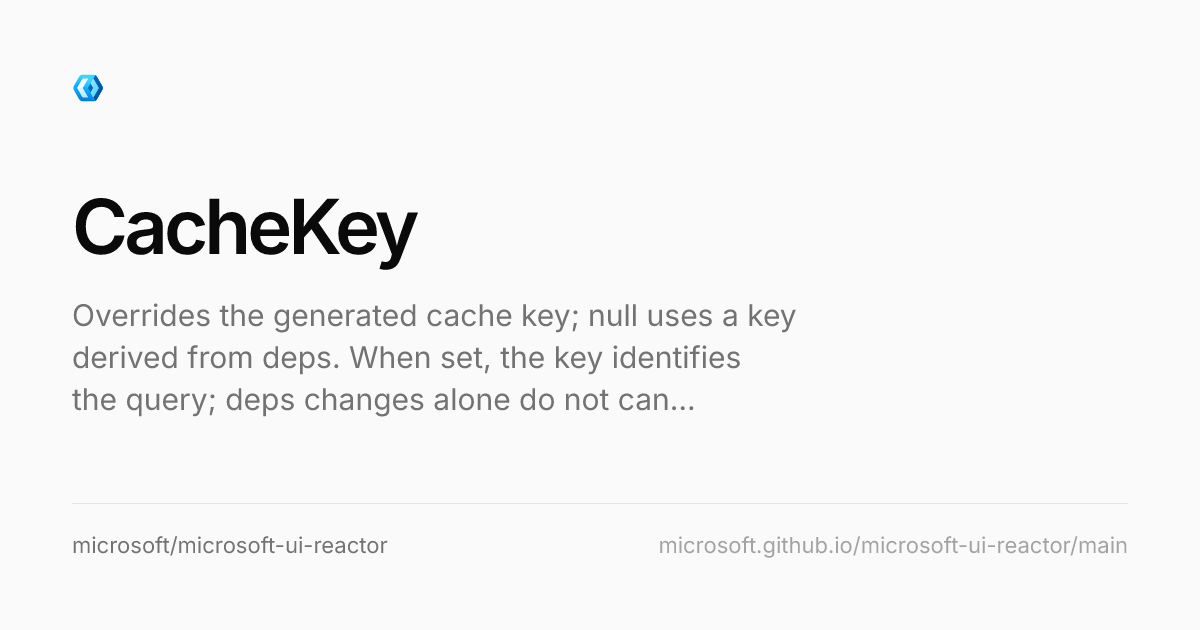 CacheKey
Overrides the generated cache key; null uses a key
derived from deps. When set, the key identifies
the query; deps changes alone do not can...
microsoft/microsoft-ui-reactor
microsoft.github.io/microsoft-ui-reactor/main